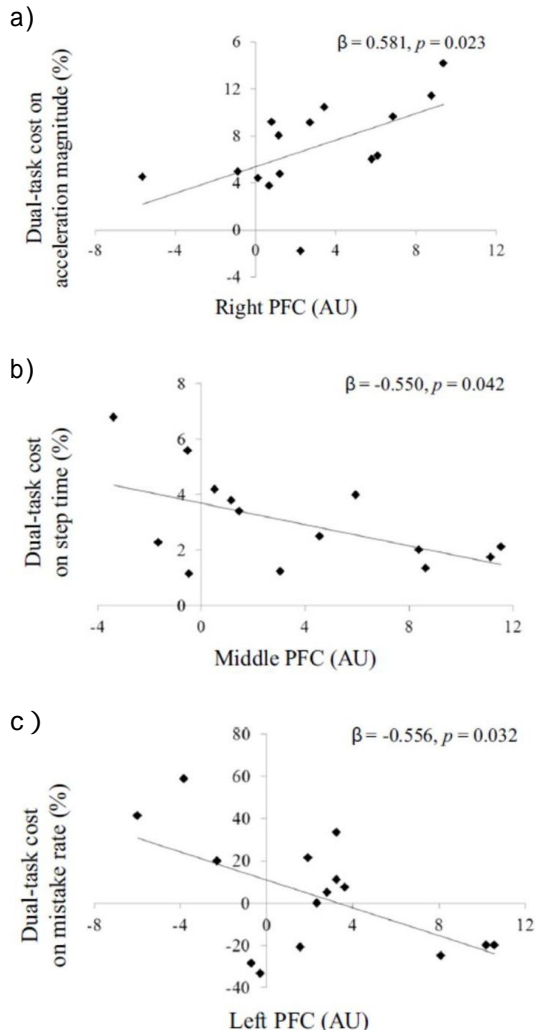 a)
β = 0.581, p = 0.023
Dual-task cost on
acceleration magnitude (%)
6
12
8
4
0
-4
-8
-4
0
4
8
12
Right PFC (AU)
b)
β = -0.550, p = 0.042
Dual-task cost
on step time (%)
8
6
4
2
0
-4
0
4
8
12
Middle PFC (AU)
c)
β = -0.556, p = 0.032
Dual-task cost
on mistake rate (%)
80
60
40
20
0
-20
-40
-8
-4
0
4
8
12
Left PFC (AU)